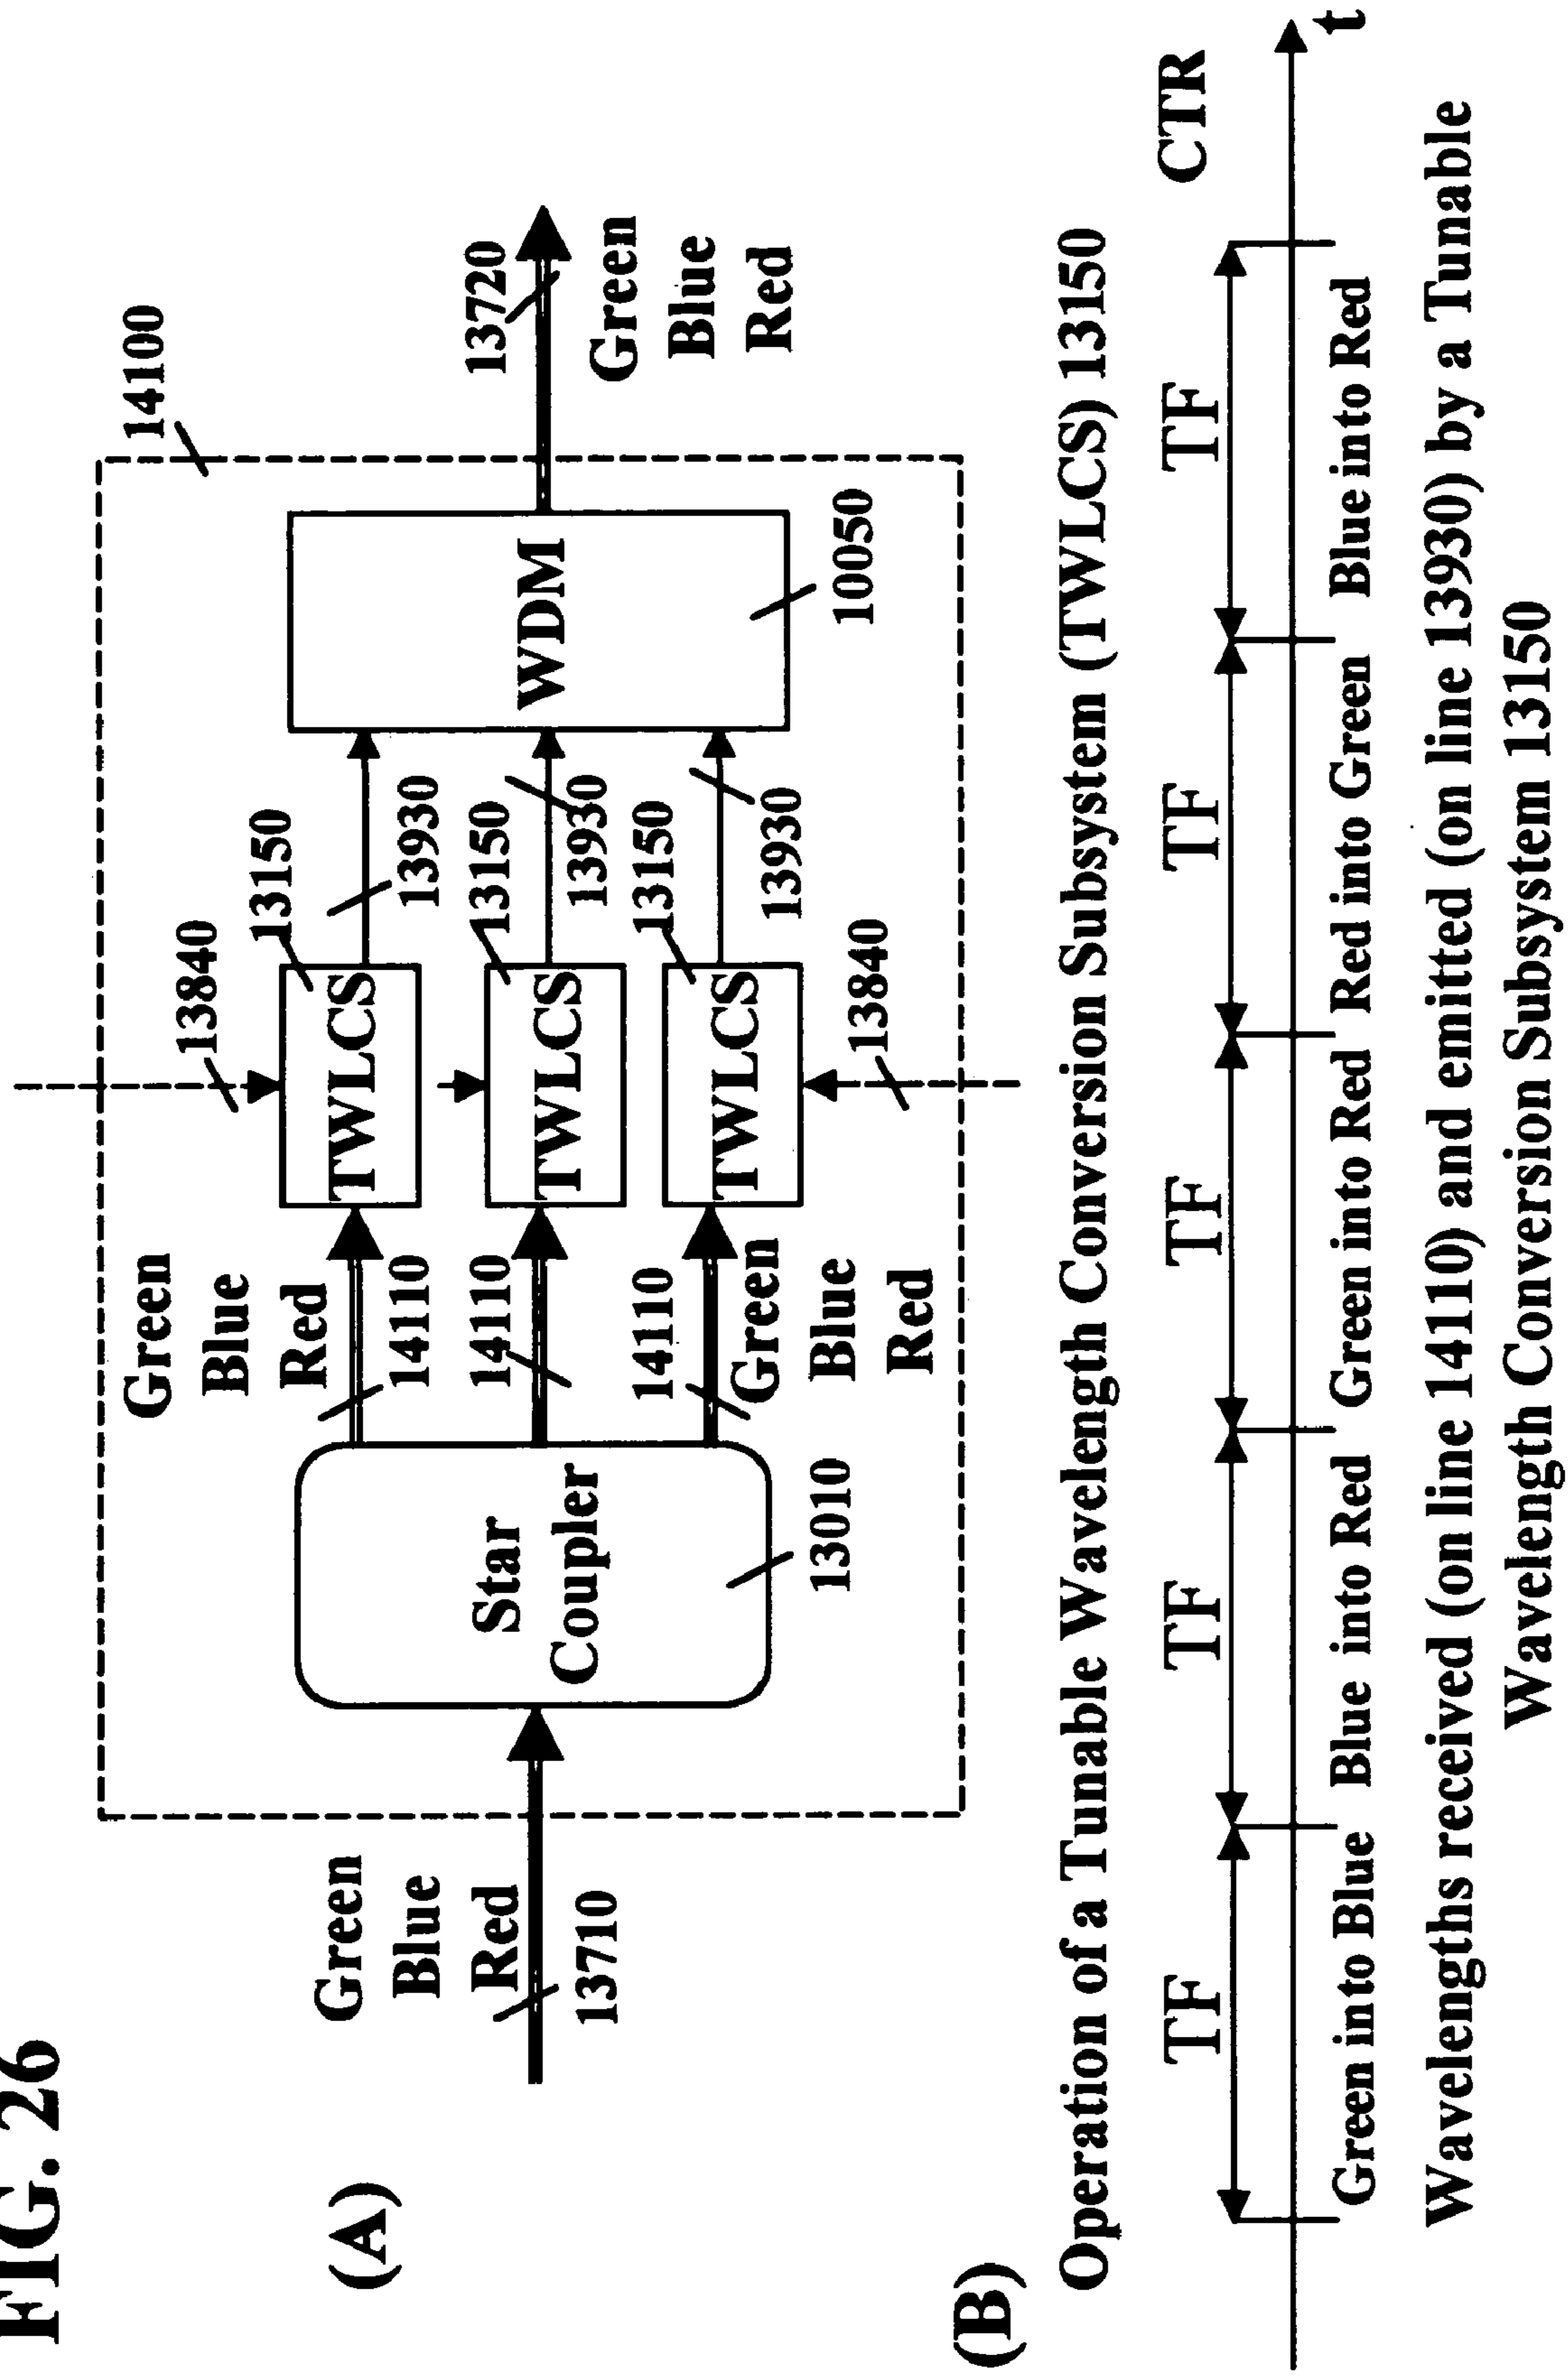 FIG. 26
(A)
14100
13840
Green
Blue
Red
13710
Star
Coupler
13010
Green
Blue
Red
14110
14110
14110
Green
Blue
Red
TWLCS
13150
TWLCS
13150
TWLCS
13150
13840
13930
13930
13930
WDM
10050
13720
Green
Blue
Red
(B)
Operation of a Tunable Wavelength Conversion Subsystem (TWLCS) 13150
TF TF TF TF TF CTR
t
Green into Blue Blue into Red Green into Red Red into Green Blue into Red
Wavelengths received (on line 14110) and emitted (on line 13930) by a Tunable
Wavelength Conversion Subsystem 13150